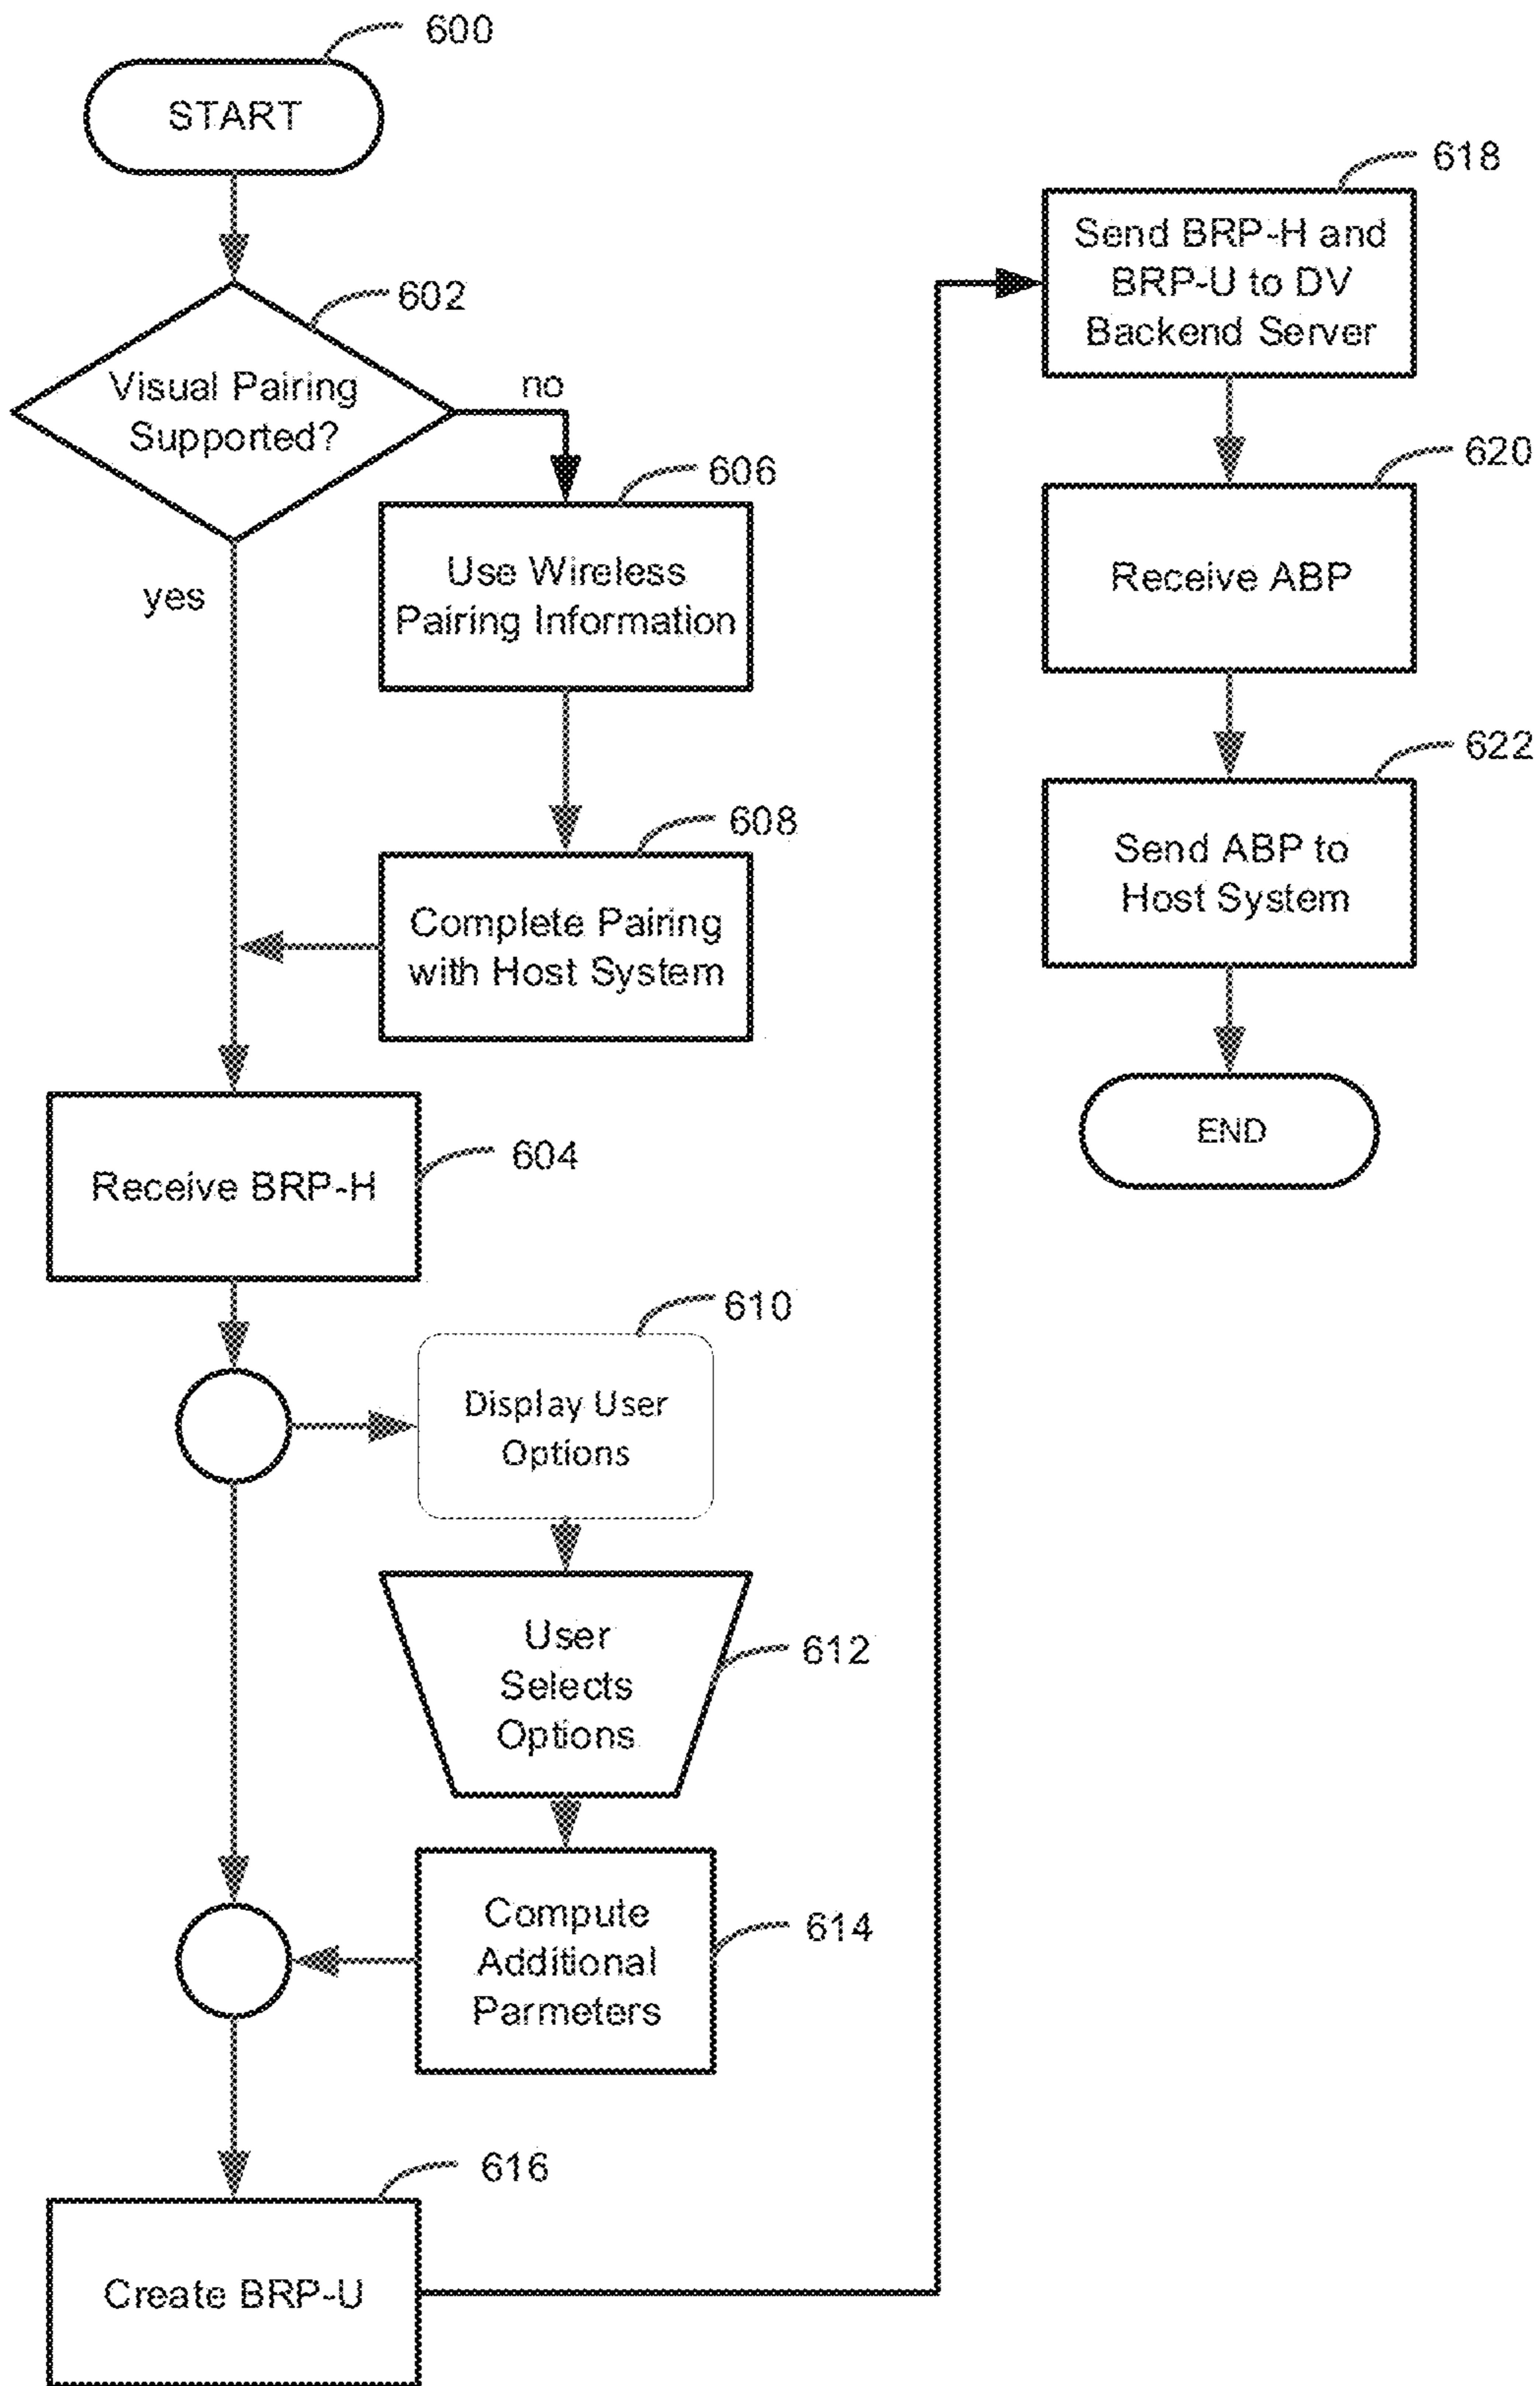 600
START
602
Visual Pairing
Supported?
no
yes
606
Use Wireless
Pairing Information
608
Complete Pairing
with Host System
604
Receive BRP-H
610
Display User
Options
612
User
Selects
Options
614
Compute
Additional
Parmeters
616
Create BRP-U
618
Send BRP-H and
BRP-U to DV
Backend Server
620
Receive ABP
622
Send ABP to
Host System
END